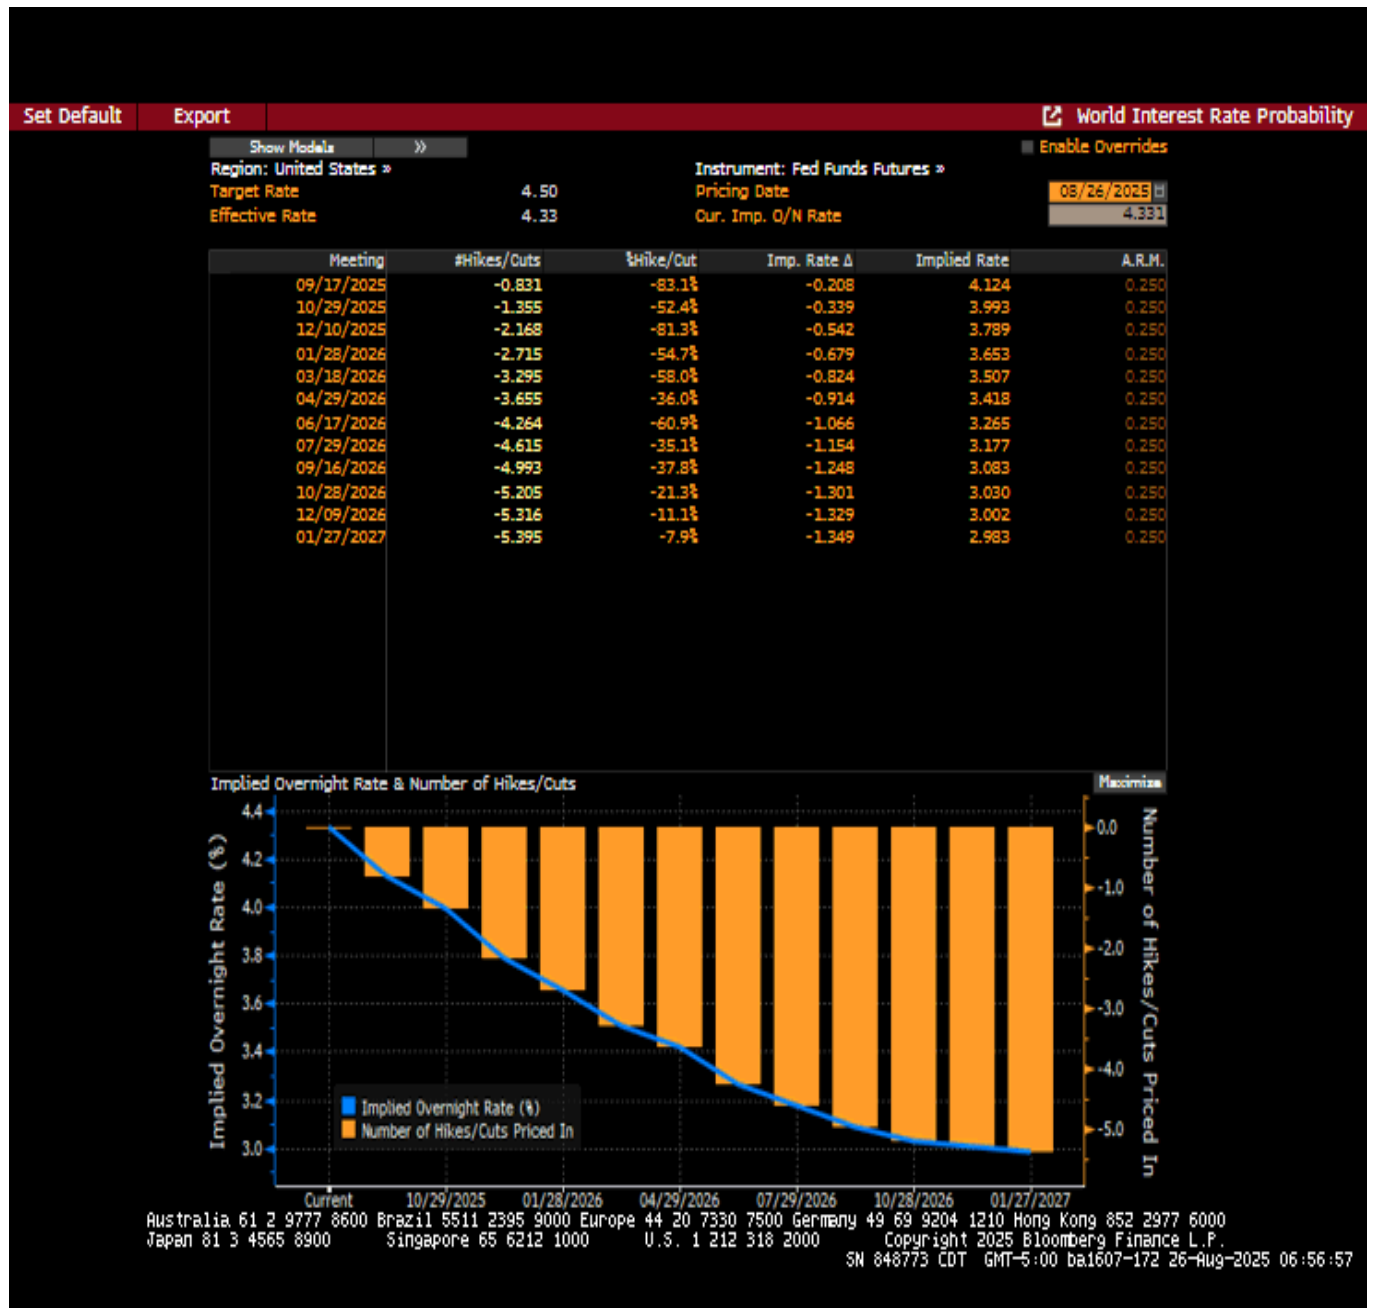 Set Default Export World Interest Rate Probability
Show Models » Enable Overrides
Region: United States » Instrument: Fed Funds Futures »
Target Rate 4.50 Pricing Date 08/26/2025
Effective Rate 4.33 Cur. Imp. O/N Rate 4.331
Meeting #Hikes/Cuts %Hike/Cut Imp. Rate Δ Implied Rate A.R.M.
09/17/2025 -0.831 -83.1% -0.208 4.124 0.250
10/29/2025 -1.355 -52.4% -0.339 3.993 0.250
12/10/2025 -2.168 -81.3% -0.542 3.789 0.250
01/28/2026 -2.715 -54.7% -0.679 3.653 0.250
03/18/2026 -3.295 -58.0% -0.824 3.507 0.250
04/29/2026 -3.655 -36.0% -0.914 3.418 0.250
06/17/2026 -4.264 -60.9% -1.066 3.265 0.250
07/29/2026 -4.615 -35.1% -1.154 3.177 0.250
09/16/2026 -4.993 -37.8% -1.248 3.083 0.250
10/28/2026 -5.205 -21.3% -1.301 3.030 0.250
12/09/2026 -5.316 -11.1% -1.329 3.002 0.250
01/27/2027 -5.395 -7.9% -1.349 2.983 0.250
Implied Overnight Rate & Number of Hikes/Cuts Maximize
Implied Overnight Rate (%)
4.4
4.2
4.0
3.8
3.6
3.4
3.2
3.0
Implied Overnight Rate (%)
Number of Hikes/Cuts Priced In
0.0
-1.0
-2.0
-3.0
-4.0
-5.0
Number of Hikes/Cuts Priced In
Current 10/29/2025 01/28/2026 04/29/2026 07/29/2026 10/28/2026 01/27/2027
Australia 61 2 9777 8600 Brazil 5511 2395 9000 Europe 44 20 7330 7500 Germany 49 69 9204 1210 Hong Kong 852 2977 6000
Japan 81 3 4565 8900 Singapore 65 6212 1000 U.S. 1 212 318 2000 Copyright 2025 Bloomberg Finance L.P.
SN 848773 CDT GMT-5:00 ba1607-172 26-Aug-2025 06:56:57